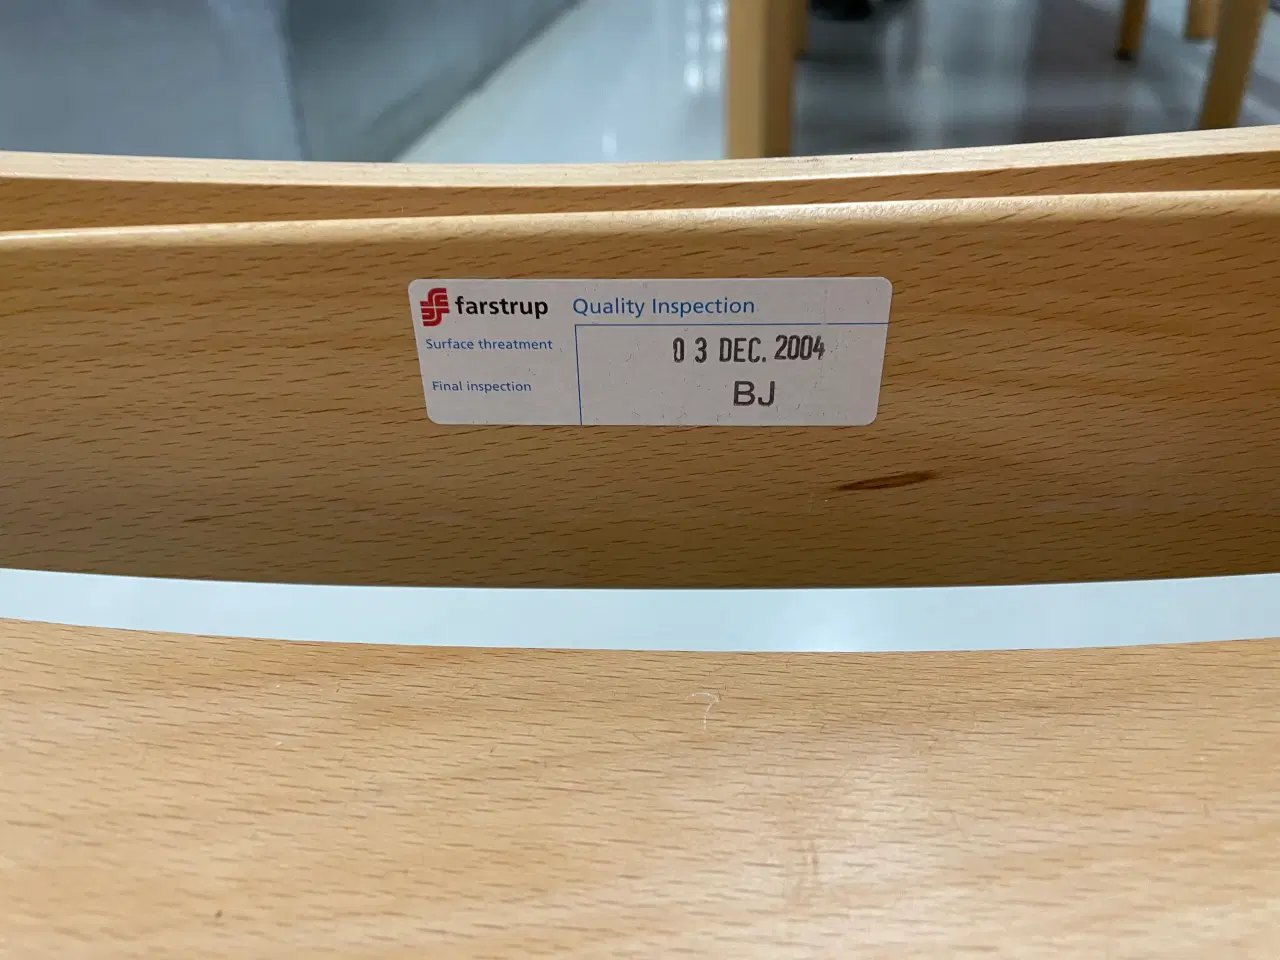 farstrup Quality Inspection
Surface threatment 0 3 DEC. 2004
Final inspection BJ